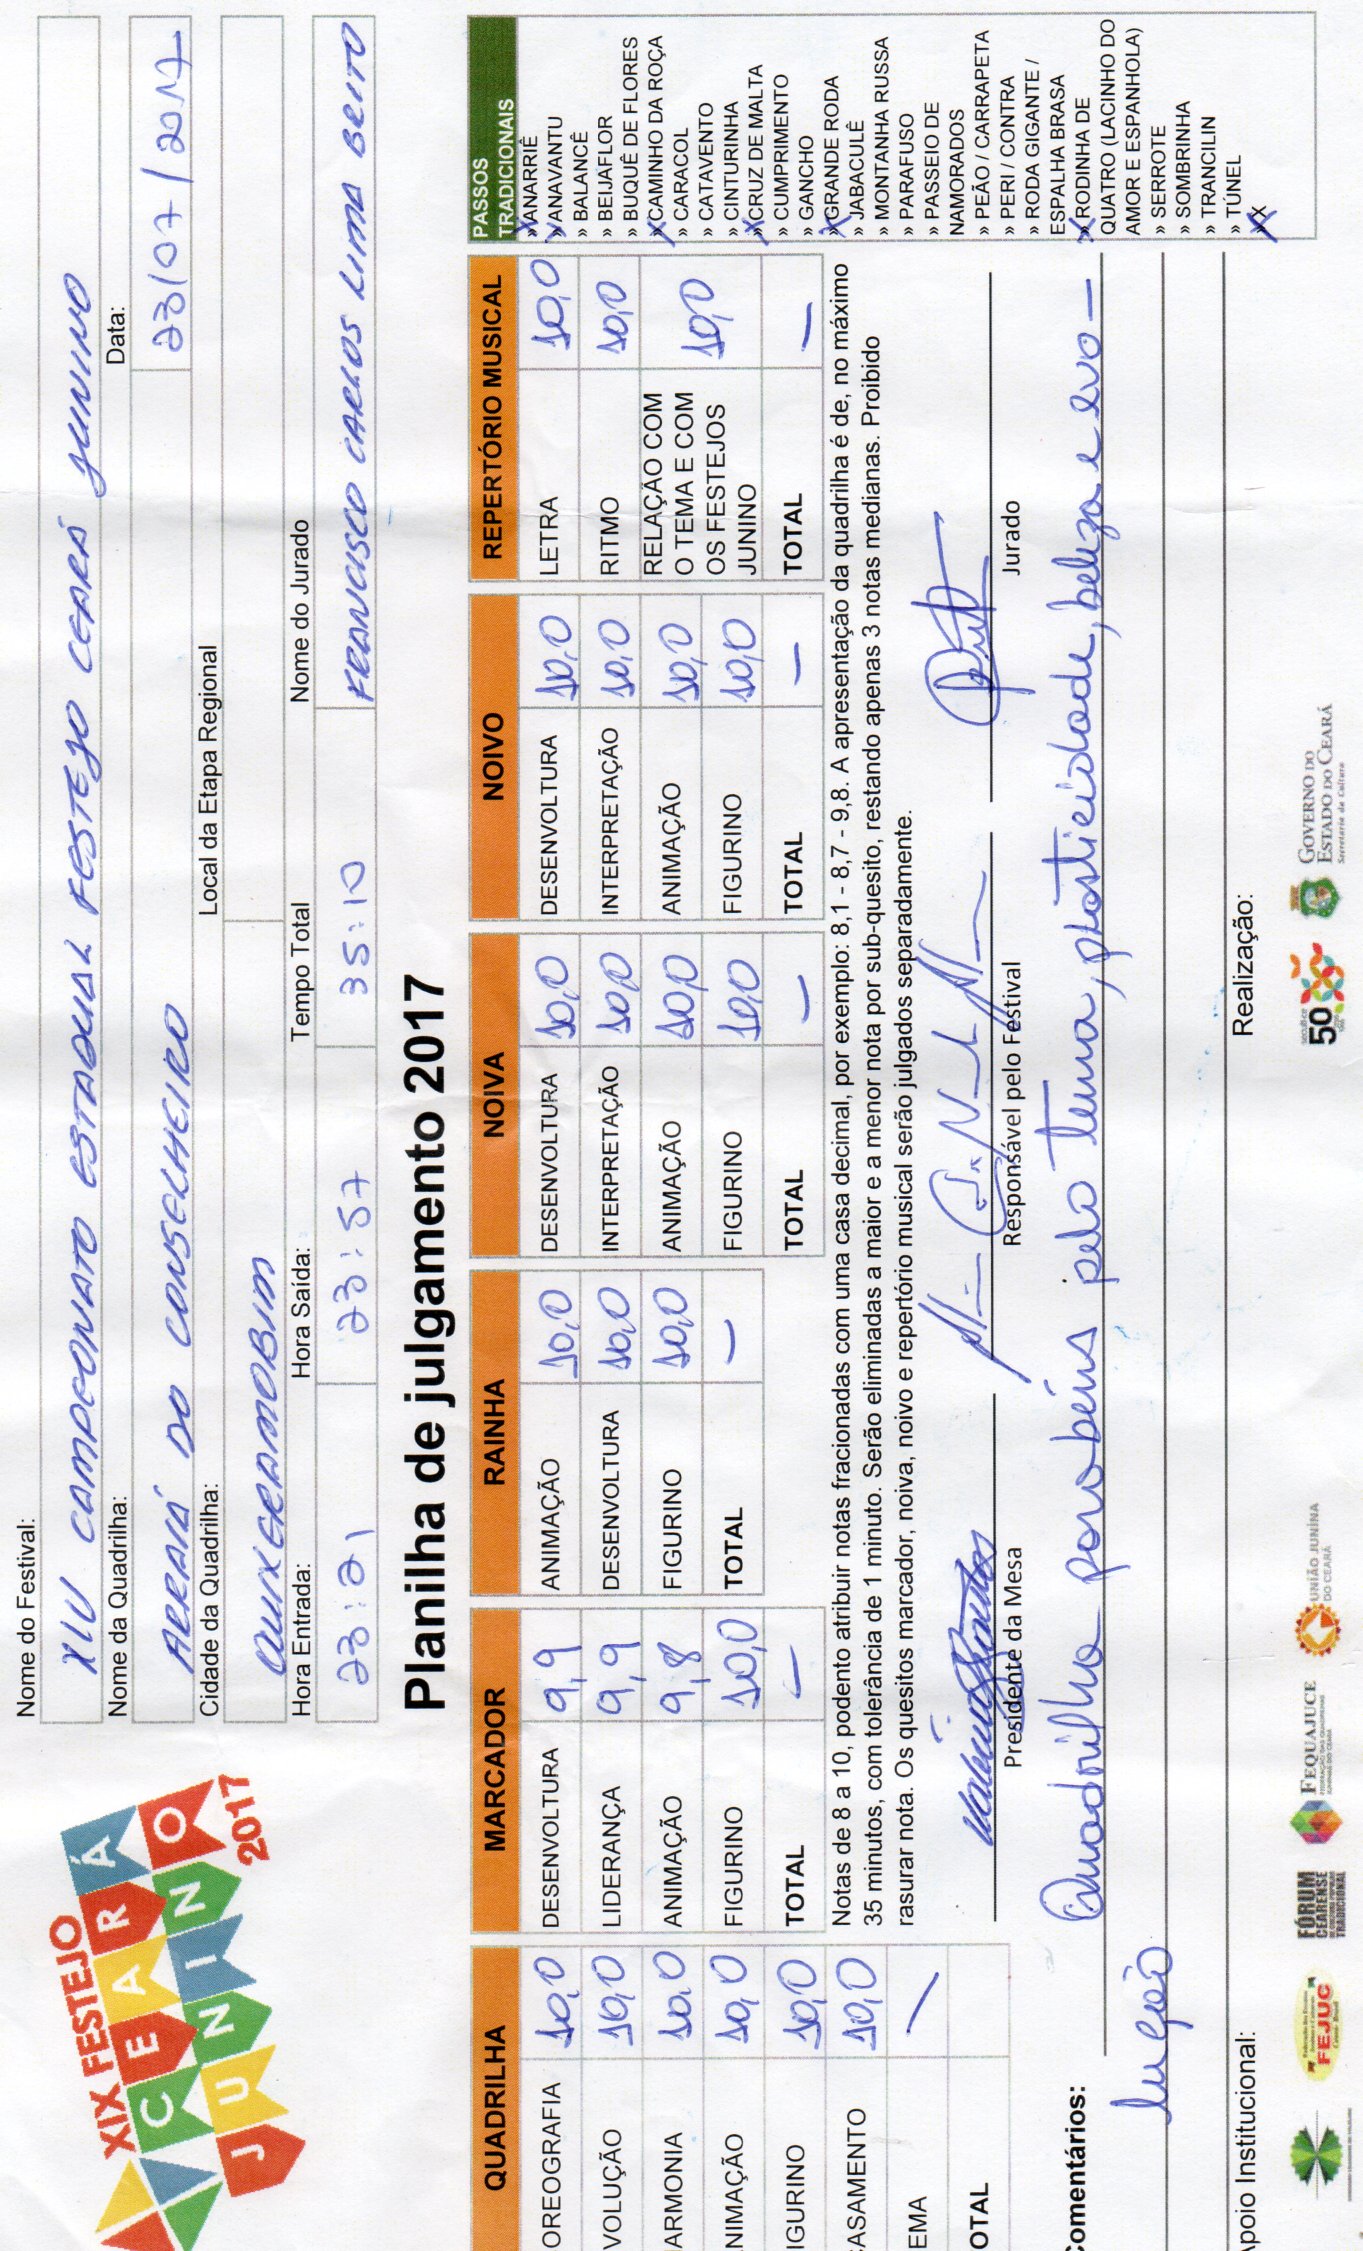 XIX FESTEJO
CEARÁ
JUNINO
2017
Nome do Festival:
XIV CAMPEONATO ESTADUAL FESTEJO CEARÁ JUNINO
Nome da Quadrilha:
Data:
ARRAIÁ DO CONSELHEIRO
23/07/2017
Cidade da Quadrilha:
Local da Etapa Regional
QUIXERAMOBIM
Hora Entrada:
Hora Saída:
Tempo Total
Nome do Jurado
23:21
23:57
35:10
FRANCISCO CARLOS LIMA BRITO
Planilha de julgamento 2017
QUADRILHA
OREOGRAFIA 10,0
VOLUÇÃO 10,0
ARMONIA 10,0
NIMAÇÃO 10,0
IGURINO 10,0
ASAMENTO 10,0
EMA —
OTAL
MARCADOR
DESENVOLTURA 9,9
LIDERANÇA 9,9
ANIMAÇÃO 9,8
FIGURINO 10,0
TOTAL —
RAINHA
ANIMAÇÃO 10,0
DESENVOLTURA 10,0
FIGURINO 10,0
TOTAL —
NOIVA
DESENVOLTURA 10,0
INTERPRETAÇÃO 10,0
ANIMAÇÃO 10,0
FIGURINO 10,0
TOTAL —
NOIVO
DESENVOLTURA 10,0
INTERPRETAÇÃO 10,0
ANIMAÇÃO 10,0
FIGURINO 10,0
TOTAL —
REPERTÓRIO MUSICAL
LETRA 10,0
RITMO 10,0
RELAÇÃO COM
O TEMA E COM
OS FESTEJOS
JUNINO 10,0
TOTAL —
PASSOS
TRADICIONAIS
X ANARRIÊ
X ANAVANTU
» BALANCÊ
» BEIJAFLOR
» BUQUÊ DE FLORES
X CAMINHO DA ROÇA
» CARACOL
» CATAVENTO
» CINTURINHA
X CRUZ DE MALTA
» CUMPRIMENTO
» GANCHO
X GRANDE RODA
» JABACULÊ
» MONTANHA RUSSA
» PARAFUSO
» PASSEIO DE
NAMORADOS
» PEÃO / CARRAPETA
» PERI / CONTRA
» RODA GIGANTE /
ESPALHA BRASA
X RODINHA DE
QUATRO (LACINHO DO
AMOR E ESPANHOLA)
» SERROTE
» SOMBRINHA
» TRANCILIN
» TÚNEL
X X
Notas de 8 a 10, podento atribuir notas fracionadas com uma casa decimal, por exemplo: 8,1 - 8,7 - 9,8. A apresentação da quadrilha é de, no máximo
35 minutos, com tolerância de 1 minuto. Serão eliminadas a maior e a menor nota por sub-quesito, restando apenas 3 notas medianas. Proibido
rasurar nota. Os quesitos marcador, noiva, noivo e repertório musical serão julgados separadamente.
Presidente da Mesa
Responsável pelo Festival
Jurado
Comentários: Quadrilha parabéns pelo tema, plasticidade, beleza e evo-
lução
Apoio Institucional:
Realização:
FEJUC
FÓRUM
CEARENSE
TRADICIONAL
FEQUAJUCE
UNIÃO JUNINA
DO CEARÁ
50
GOVERNO DO
ESTADO DO CEARÁ
Secretaria da Cultura